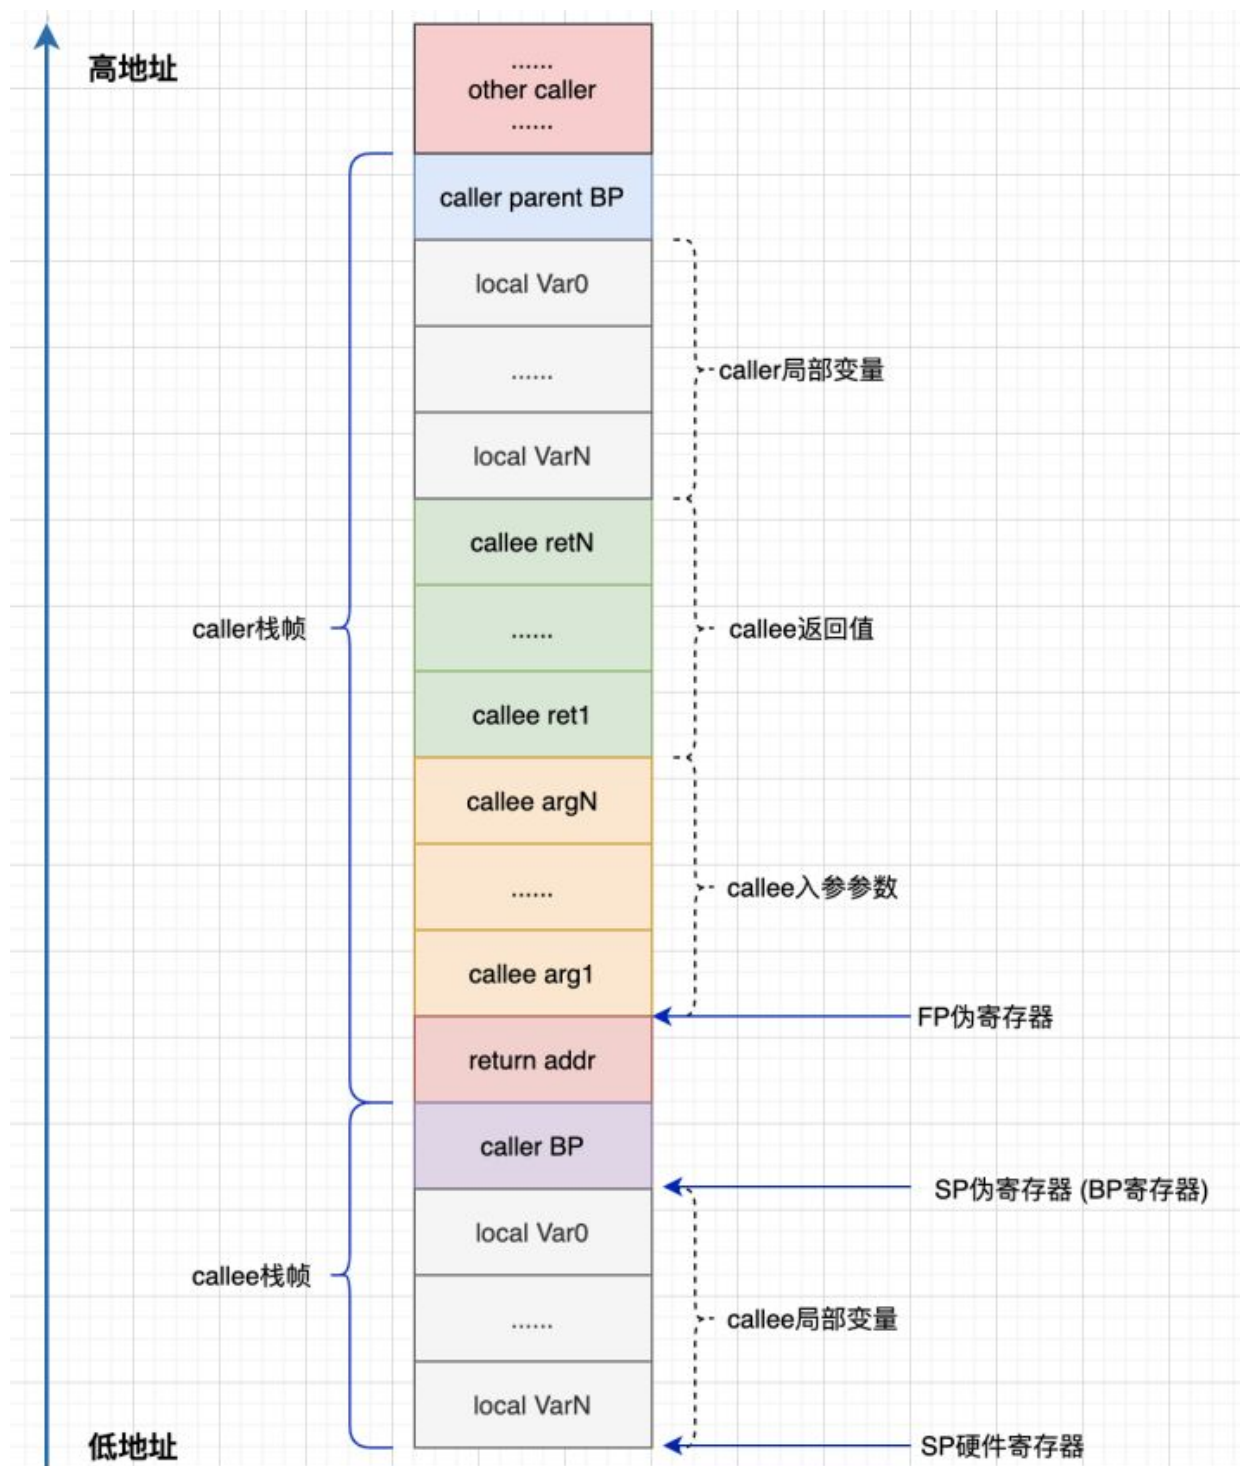 高地址
......
other caller
......
caller parent BP
local Var0
......
caller局部变量
local VarN
callee retN
caller栈帧
......
callee返回值
callee ret1
callee argN
......
callee入参参数
callee arg1
FP伪寄存器
return addr
caller BP
SP伪寄存器 (BP寄存器)
local Var0
callee栈帧
......
callee局部变量
local VarN
低地址
SP硬件寄存器